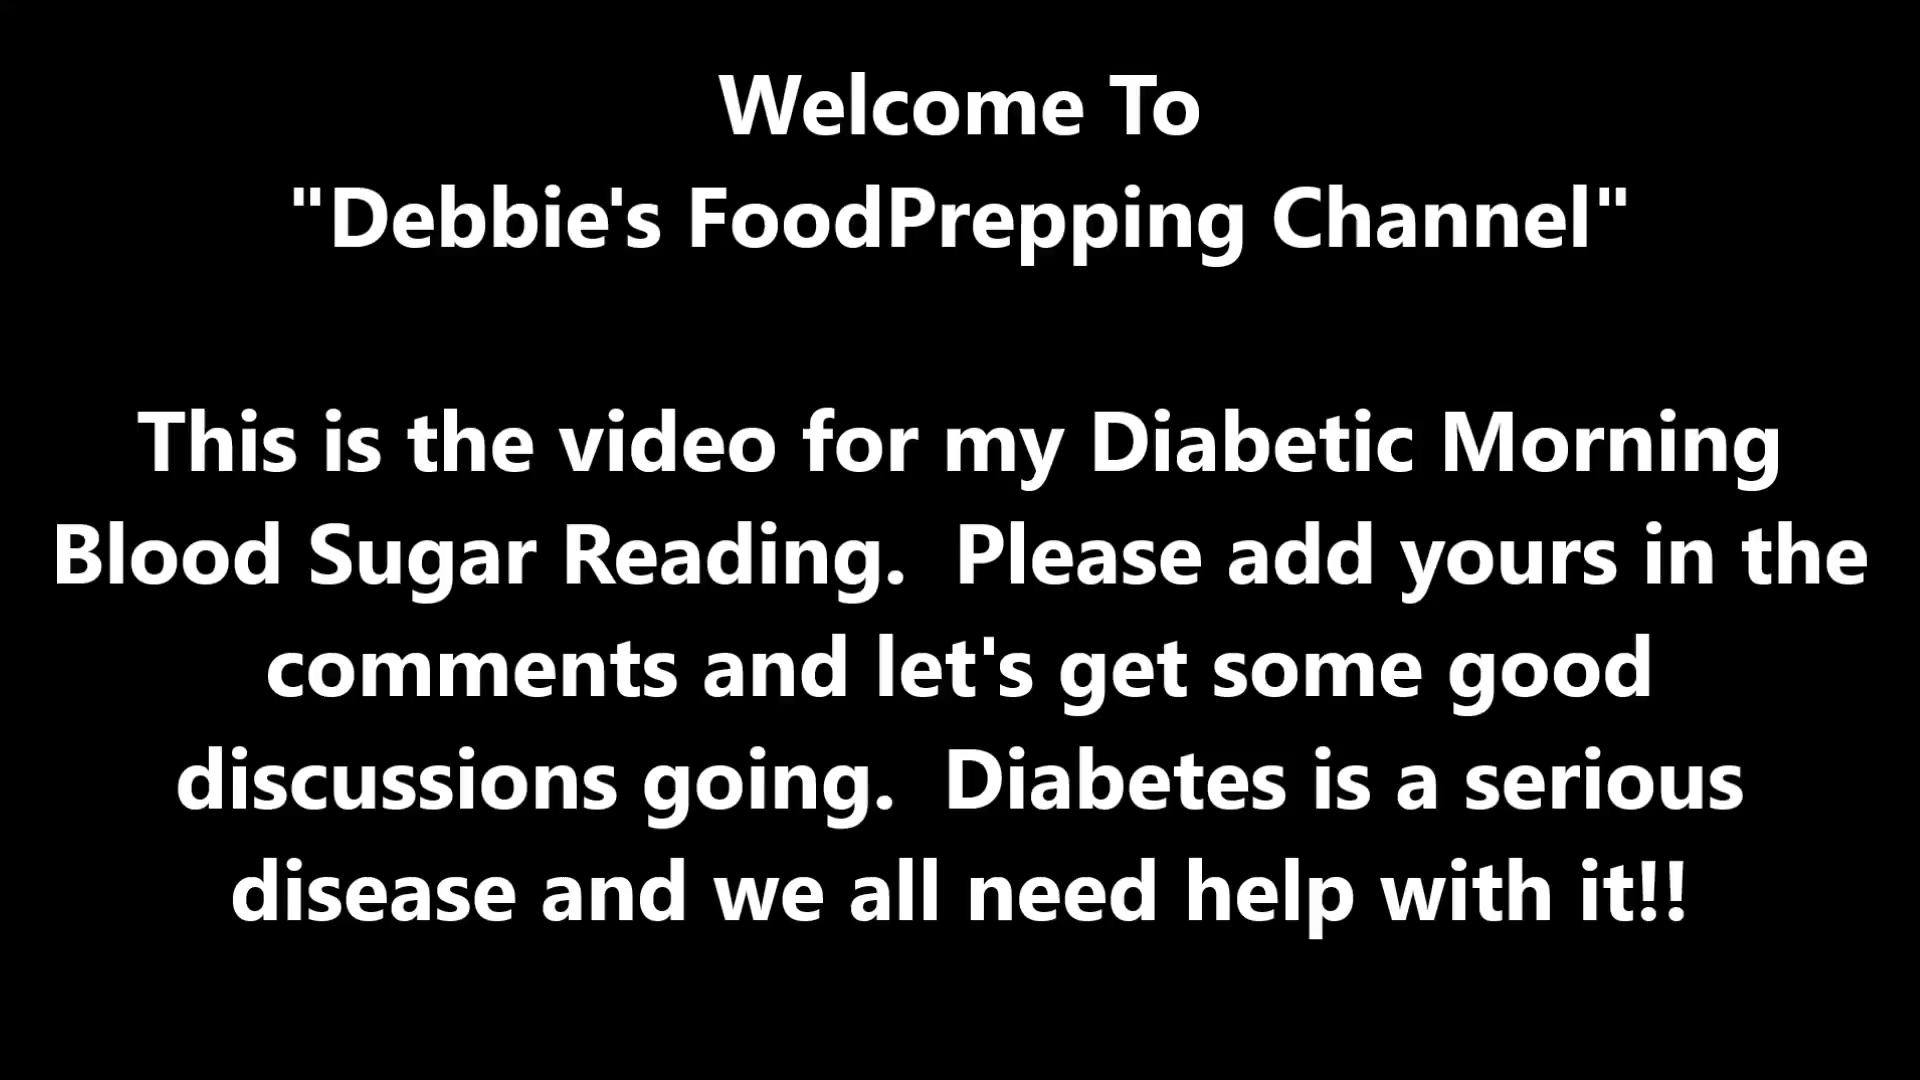 Welcome To
"Debbie's FoodPrepping Channel"
This is the video for my Diabetic Morning
Blood Sugar Reading.  Please add yours in the
comments and let's get some good
discussions going.  Diabetes is a serious
disease and we all need help with it!!